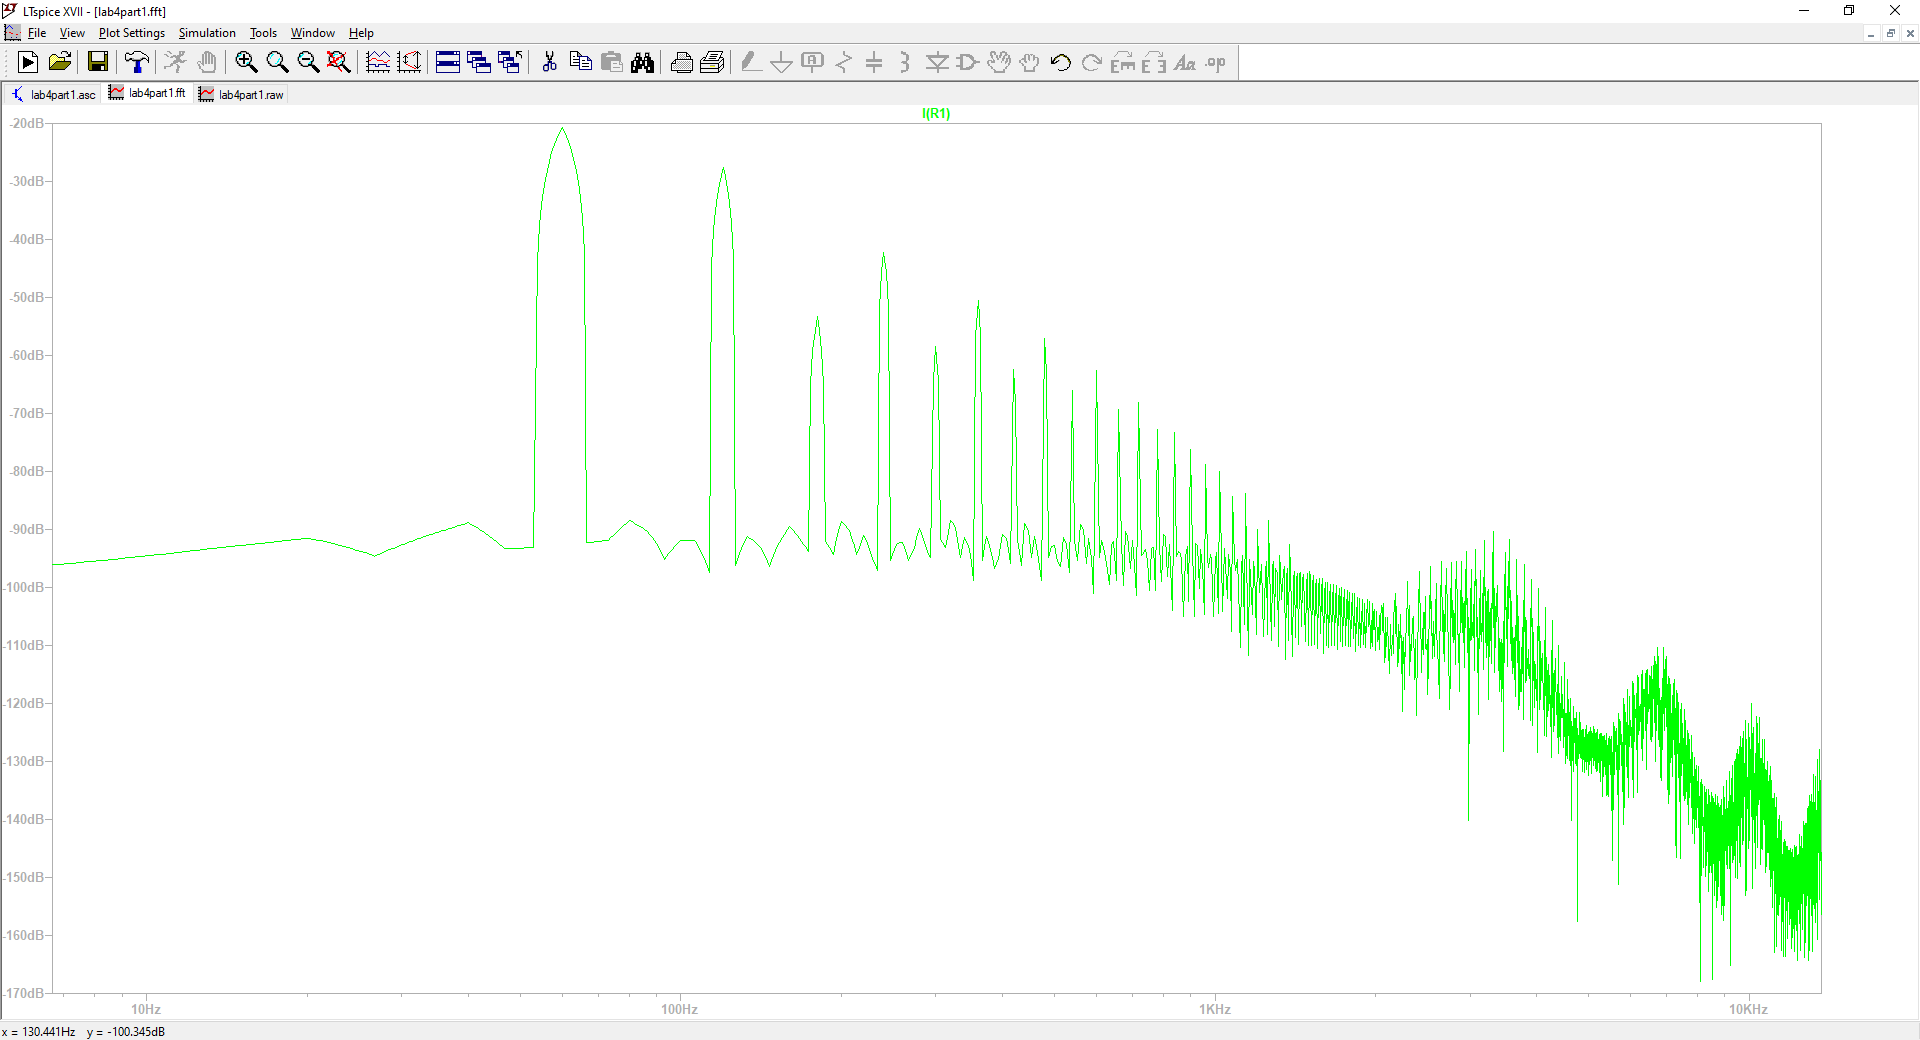 LTspice XVII - [lab4part1.fft]
File View Plot Settings Simulation Tools Window Help
lab4part1.asc lab4part1.fft lab4part1.raw
I(R1)
-20dB
-30dB
-40dB
-50dB
-60dB
-70dB
-80dB
-90dB
-100dB
-110dB
-120dB
-130dB
-140dB
-150dB
-160dB
-170dB
10Hz 100Hz 1KHz 10KHz
x = 130.441Hz y = -100.345dB